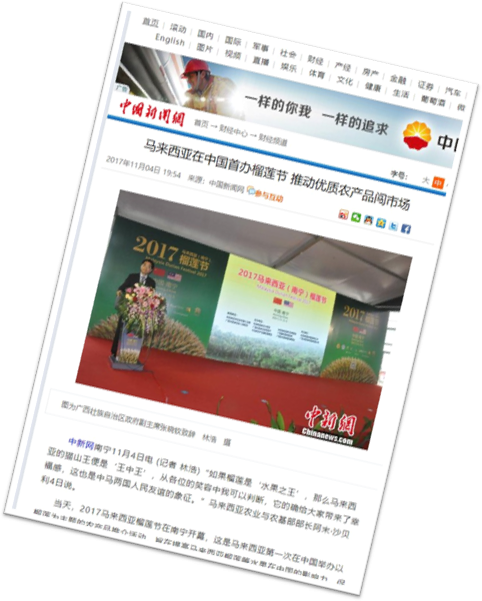 首页 滚动 国内 国际 军事 社会 财经 产经 房产 金融 证券 汽车
English 图片 视频 直播 娱乐 体育 文化 健康 生活 葡萄酒 微
广告
一样的你我 一样的追求
中国新闻网 首页 → 财经中心 → 财经频道
字号: 大 中
马来西亚在中国首办榴莲节 推动优质农产品闯市场
2017年11月04日 19:54 来源:中国新闻网 参与互动
2017
榴莲节
2017马来西亚(南宁)榴莲节
2017
中新网
Chinanews.com
图为广西壮族自治区政府副主席张晓钦致辞 林浩 摄
中新网南宁11月4日电 (记者 林浩) “如果榴莲是‘水果之王’,那么马来西
亚的猫山王便是‘王中王’,从各位的笑容中我可以判断,它的确给大家带来了幸
福感,这也是中马两国人民友谊的象征。”马来西亚农业与农基部部长阿末·沙贝
利4日说。
当天,2017马来西亚榴莲节在南宁开幕,这是马来西亚第一次在中国举办以
榴莲为主题的农产品推介活动,旨在提高马来西亚榴莲等水果在中国的影响力